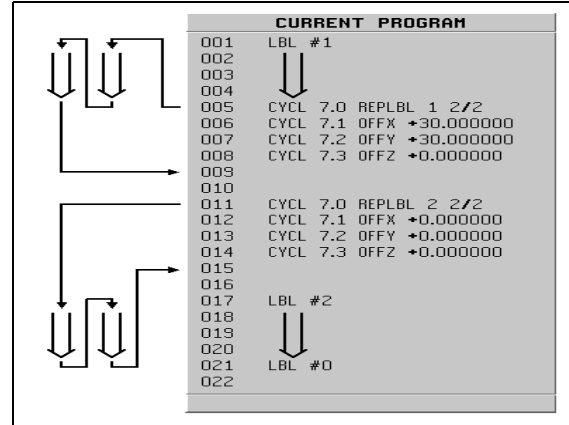 CURRENT PROGRAM
001 LBL #1
002
003
004
005 CYCL 7.0 REPLBL 1 2/2
006 CYCL 7.1 OFFX +30.000000
007 CYCL 7.2 OFFY +30.000000
008 CYCL 7.3 OFFZ +0.000000
009
010
011 CYCL 7.0 REPLBL 2 2/2
012 CYCL 7.1 OFFX +0.000000
013 CYCL 7.2 OFFY +0.000000
014 CYCL 7.3 OFFZ +0.000000
015
016
017 LBL #2
018
019
020
021 LBL #0
022